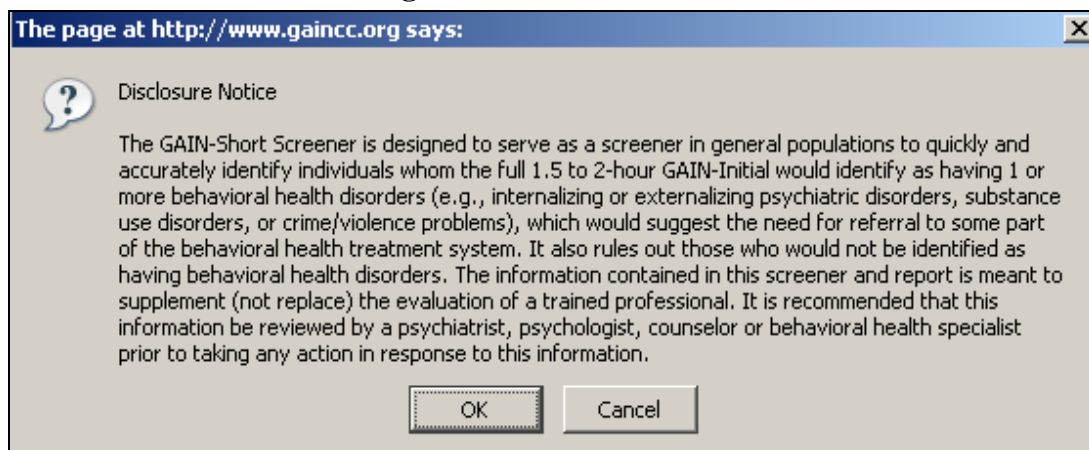 The page at http://www.gaincc.org says:
Disclosure Notice
The GAIN-Short Screener is designed to serve as a screener in general populations to quickly and
accurately identify individuals whom the full 1.5 to 2-hour GAIN-Initial would identify as having 1 or
more behavioral health disorders (e.g., internalizing or externalizing psychiatric disorders, substance
use disorders, or crime/violence problems), which would suggest the need for referral to some part
of the behavioral health treatment system. It also rules out those who would not be identified as
having behavioral health disorders. The information contained in this screener and report is meant to
supplement (not replace) the evaluation of a trained professional. It is recommended that this
information be reviewed by a psychiatrist, psychologist, counselor or behavioral health specialist
prior to taking any action in response to this information.
OK Cancel